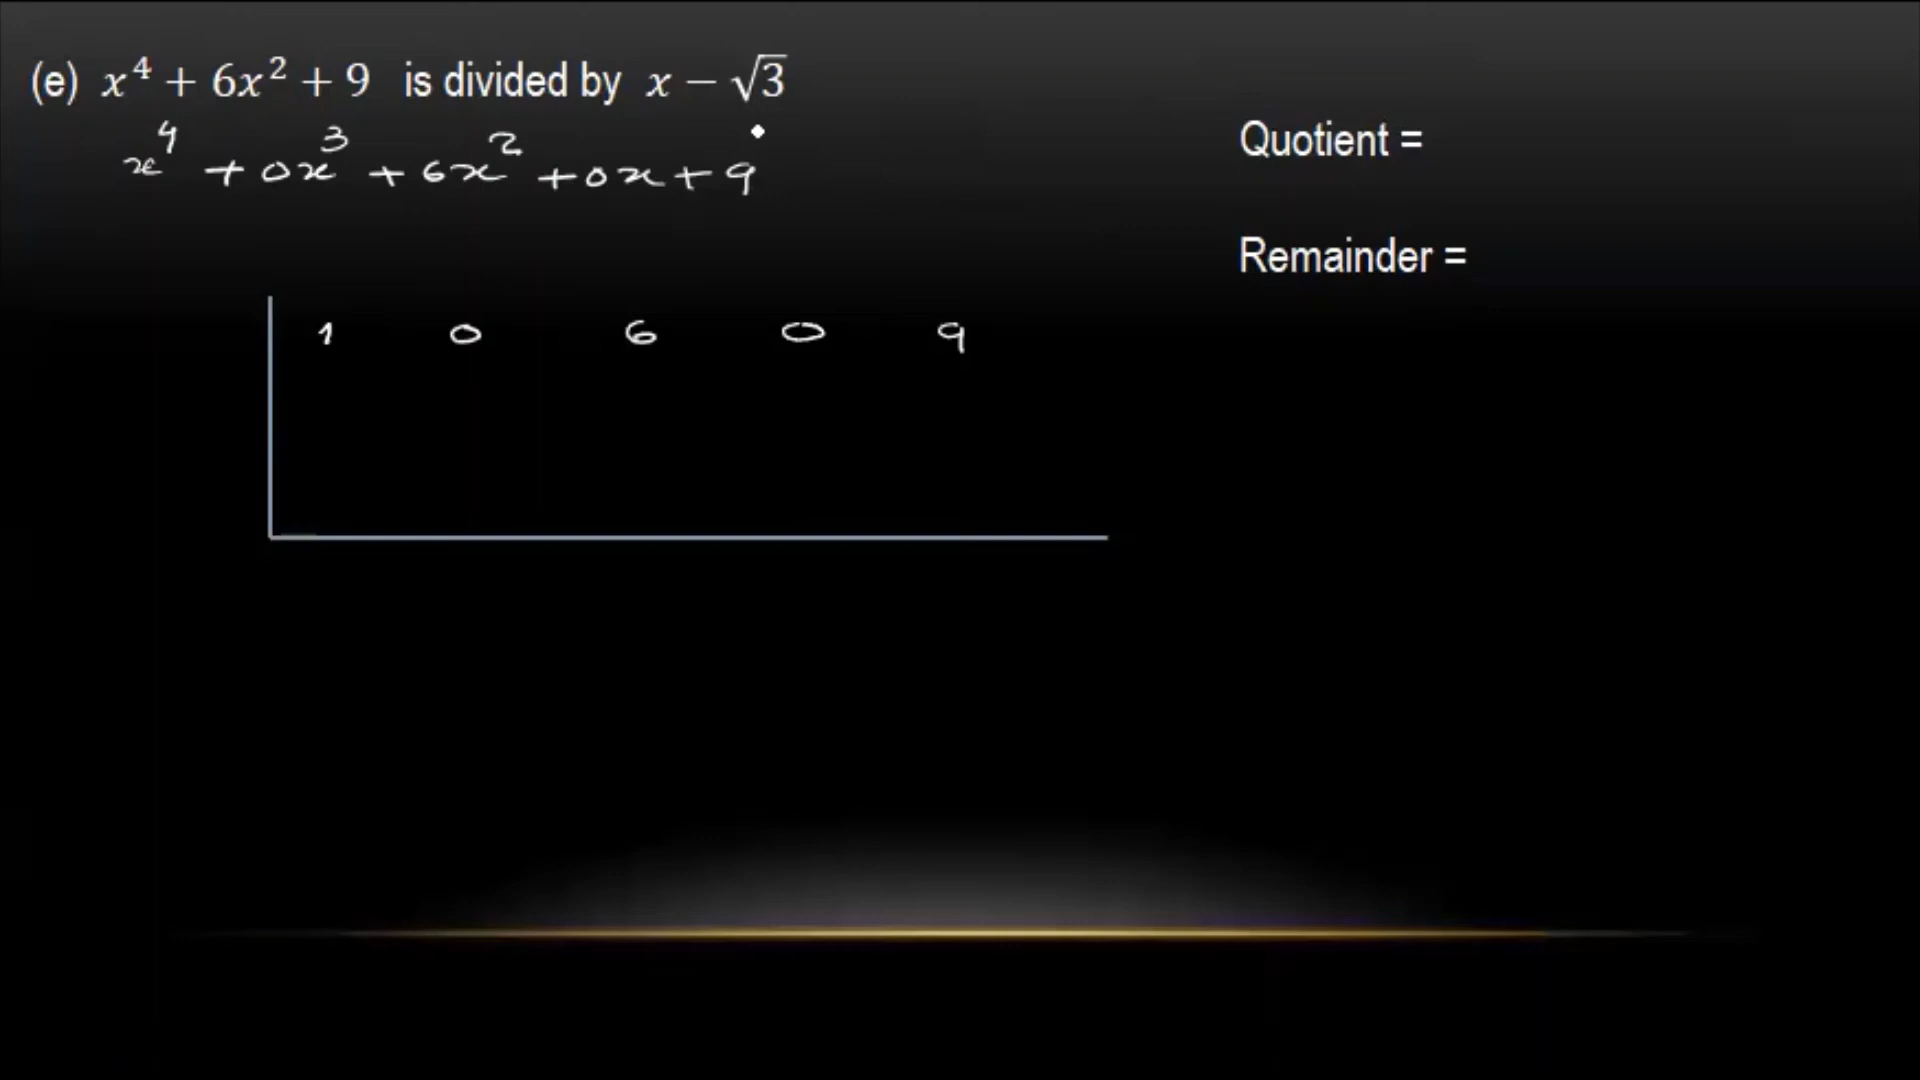 (e) x⁴ + 6x² + 9 is divided by x − √3
x⁴ + 0x³ + 6x² + 0x + 9
Quotient =
Remainder =
1 0 6 0 9